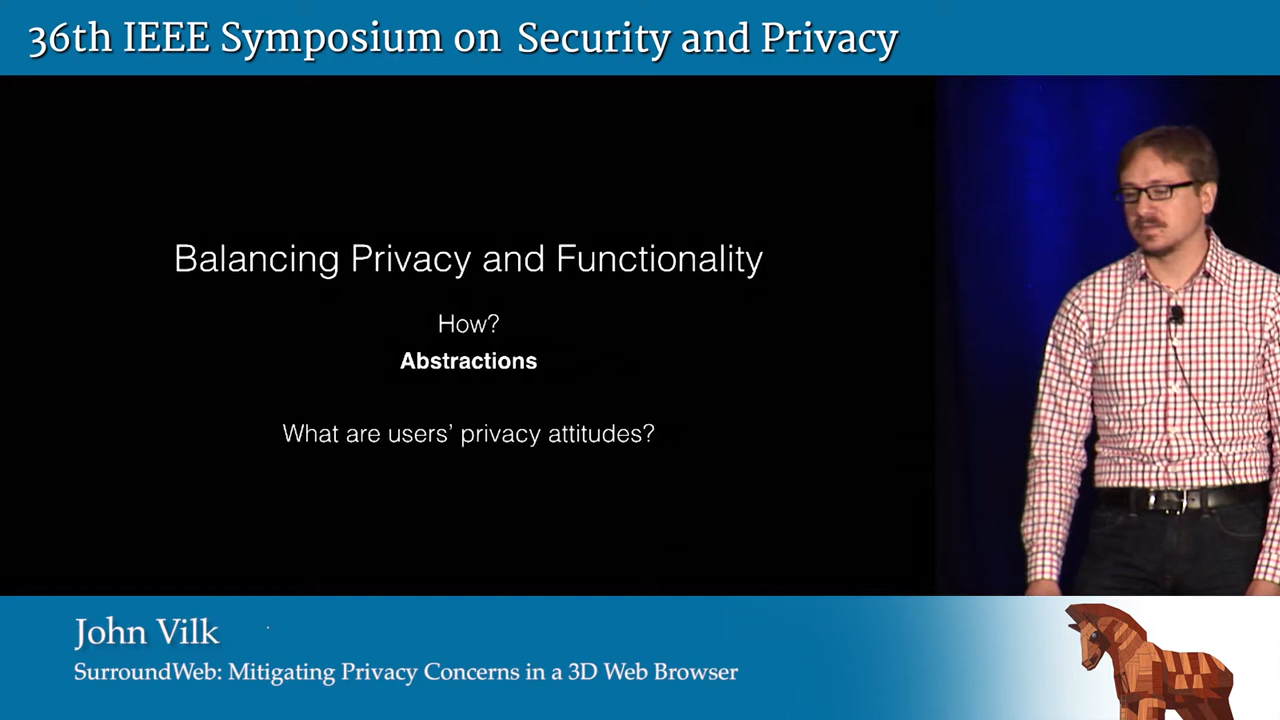 36th IEEE Symposium on Security and Privacy
Balancing Privacy and Functionality
How?
Abstractions
What are users’ privacy attitudes?
John Vilk
SurroundWeb: Mitigating Privacy Concerns in a 3D Web Browser